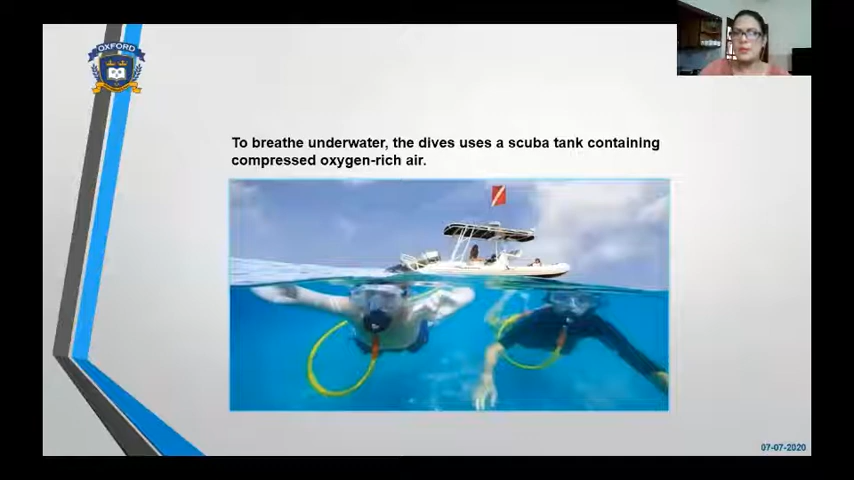 OXFORD
To breathe underwater, the dives uses a scuba tank containing
compressed oxygen-rich air.
07-07-2020